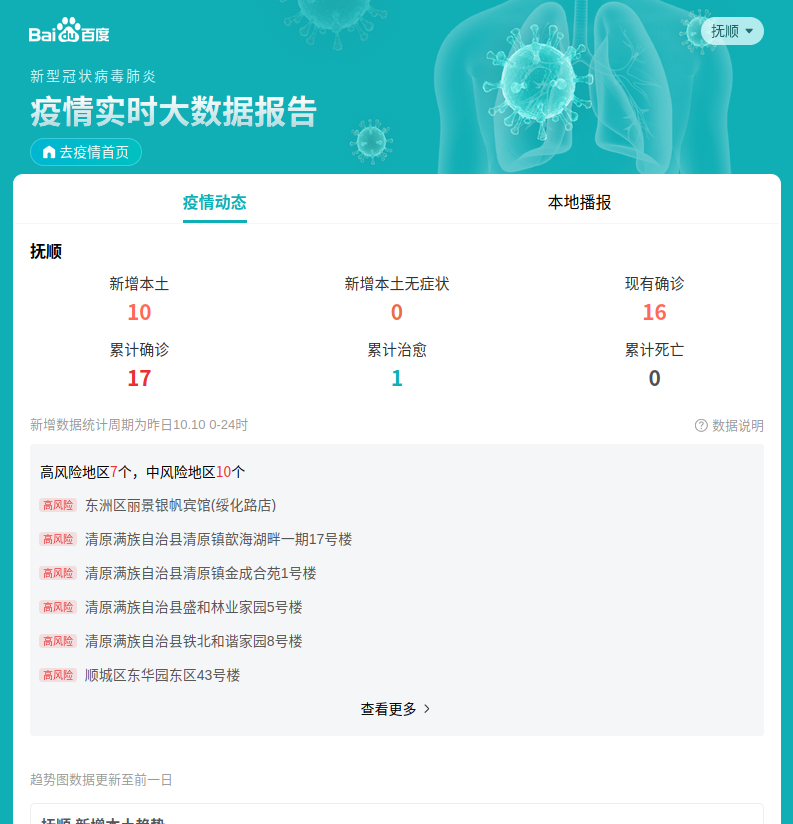 Bai du 百度
抚顺
新型冠状病毒肺炎
疫情实时大数据报告
去疫情首页
疫情动态 本地播报
抚顺
新增本土 新增本土无症状 现有确诊
10 0 16
累计确诊 累计治愈 累计死亡
17 1 0
新增数据统计周期为昨日10.10 0-24时 ? 数据说明
高风险地区7个，中风险地区10个
高风险 东洲区丽景银帆宾馆(绥化路店)
高风险 清原满族自治县清原镇歆海湖畔一期17号楼
高风险 清原满族自治县清原镇金成合苑1号楼
高风险 清原满族自治县盛和林业家园5号楼
高风险 清原满族自治县铁北和谐家园8号楼
高风险 顺城区东华园东区43号楼
查看更多
趋势图数据更新至前一日
抚顺 新增本土趋势